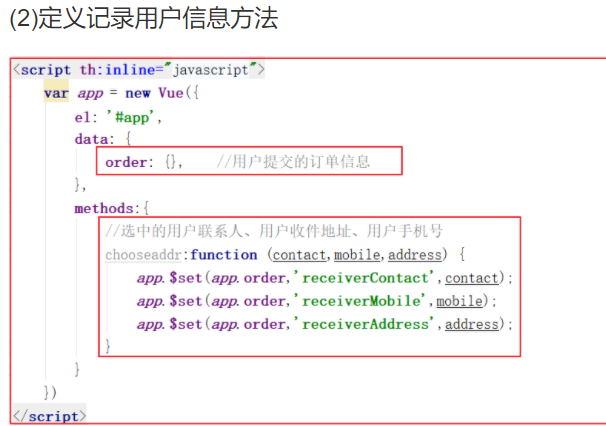 (2)定义记录用户信息方法
<script th:inline="javascript">
var app = new Vue({
el: '#app',
data: {
order: {}, //用户提交的订单信息
},
methods:{
//选中的用户联系人、用户收件地址、用户手机号
chooseaddr:function (contact,mobile,address) {
app.$set(app.order,'receiverContact',contact);
app.$set(app.order,'receiverMobile',mobile);
app.$set(app.order,'receiverAddress',address);
}
}
})
</script>